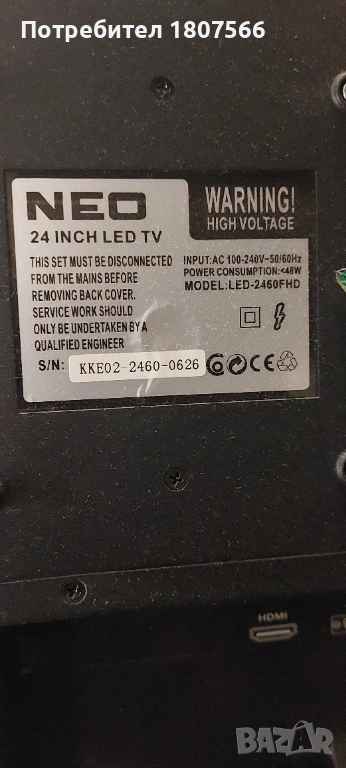 Потребител 1807566
NEO
24 INCH LED TV
THIS SET MUST BE DISCONNECTED
FROM THE MAINS BEFORE
REMOVING BACK COVER.
SERVICE WORK SHOULD
ONLY BE UNDERTAKEN BY A
QUALIFIED ENGINEER
WARNING!
HIGH VOLTAGE
INPUT:AC 100-240V~50/60Hz
POWER CONSUMPTION:<48W
MODEL:LED-2460FHD
S/N: KKE02-2460-0626
CE
HDMI
BAZAR